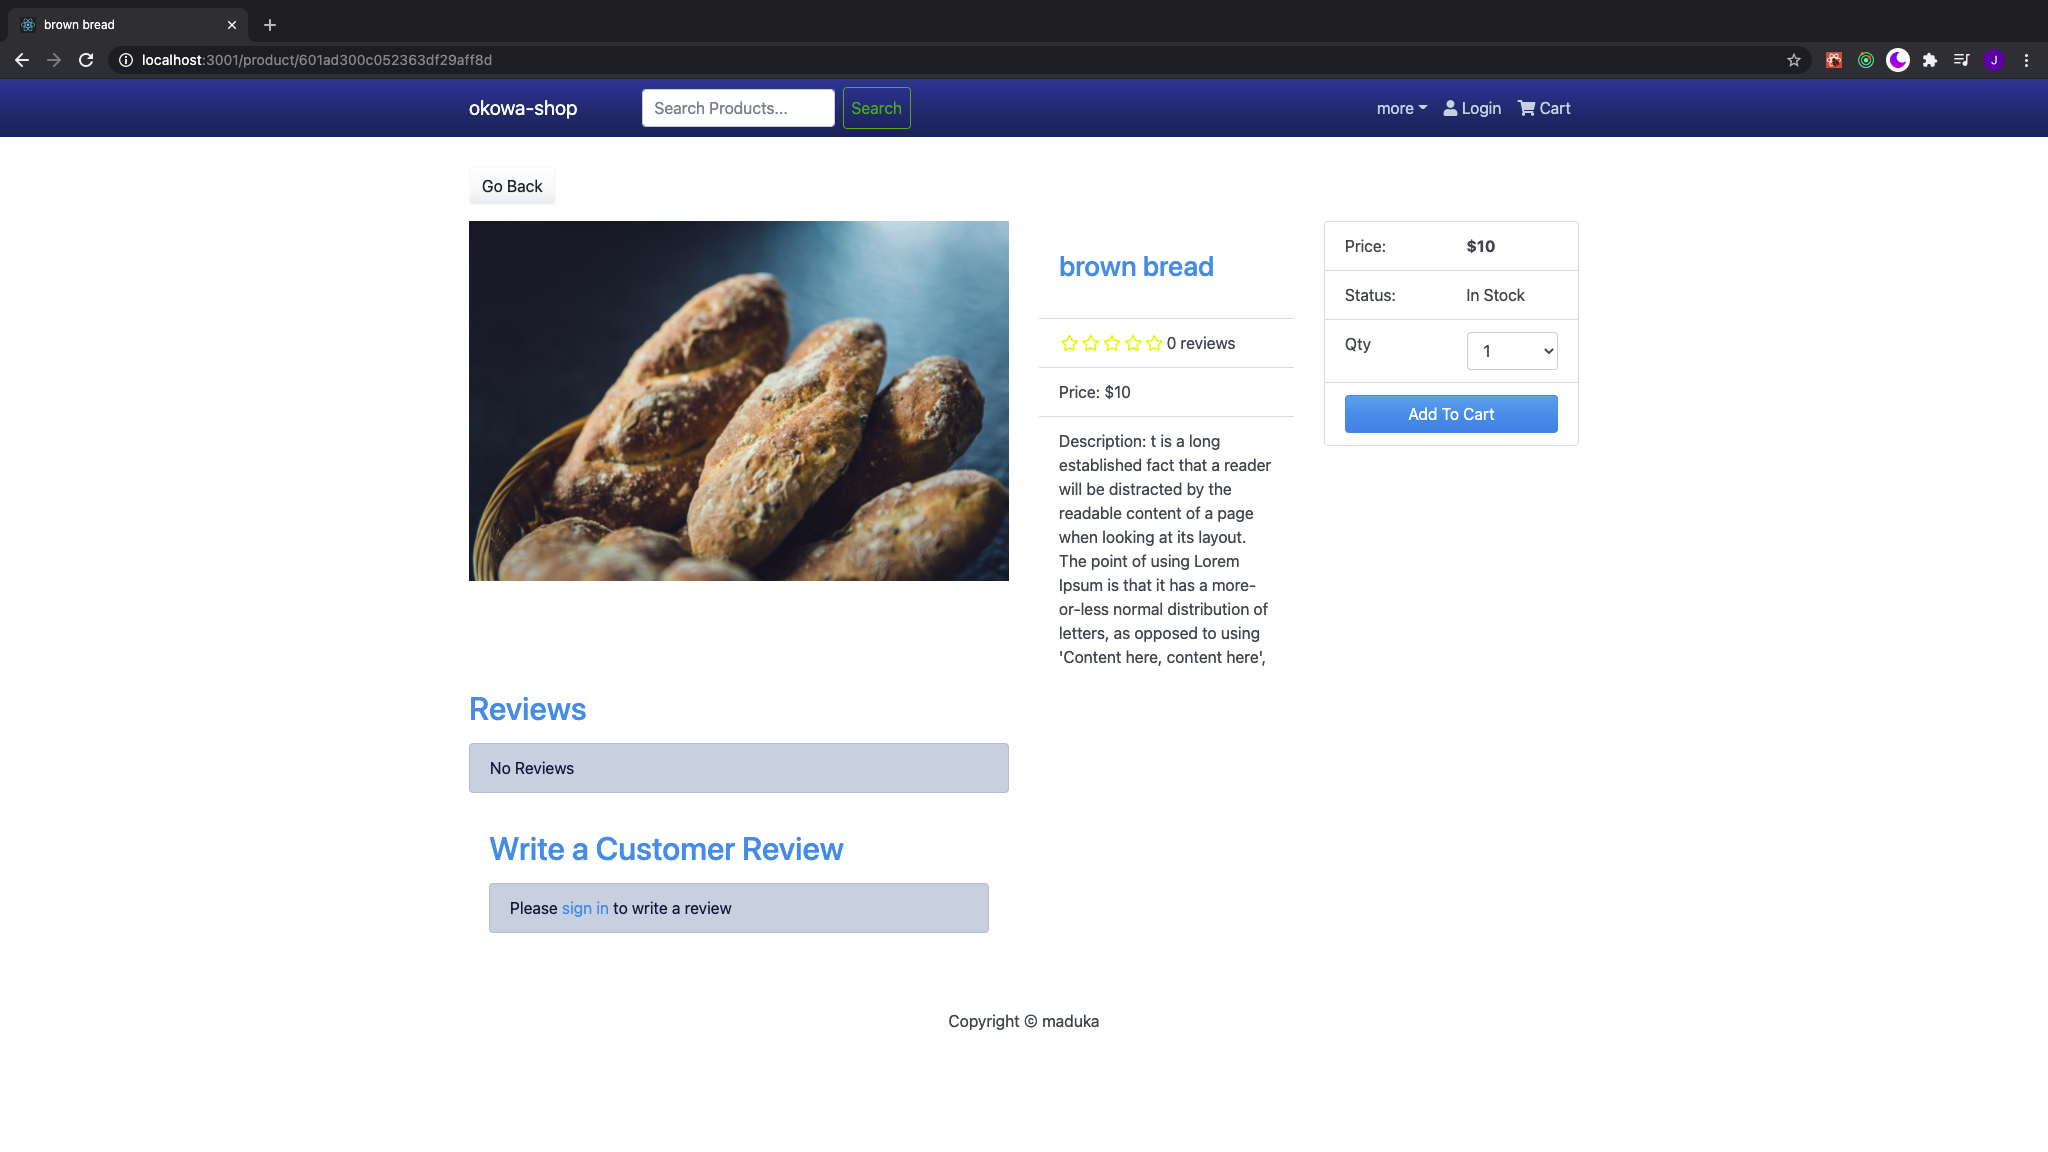 brown bread
localhost:3001/product/601ad300c052363df29aff8d
J
okowa-shop
Search Products...
Search
more
Login
Cart
Go Back
brown bread
0 reviews
Price: $10
Description: t is a long
established fact that a reader
will be distracted by the
readable content of a page
when looking at its layout.
The point of using Lorem
Ipsum is that it has a more-
or-less normal distribution of
letters, as opposed to using
'Content here, content here',
Price: $10
Status: In Stock
Qty 1
Add To Cart
Reviews
No Reviews
Write a Customer Review
Please sign in to write a review
Copyright © maduka